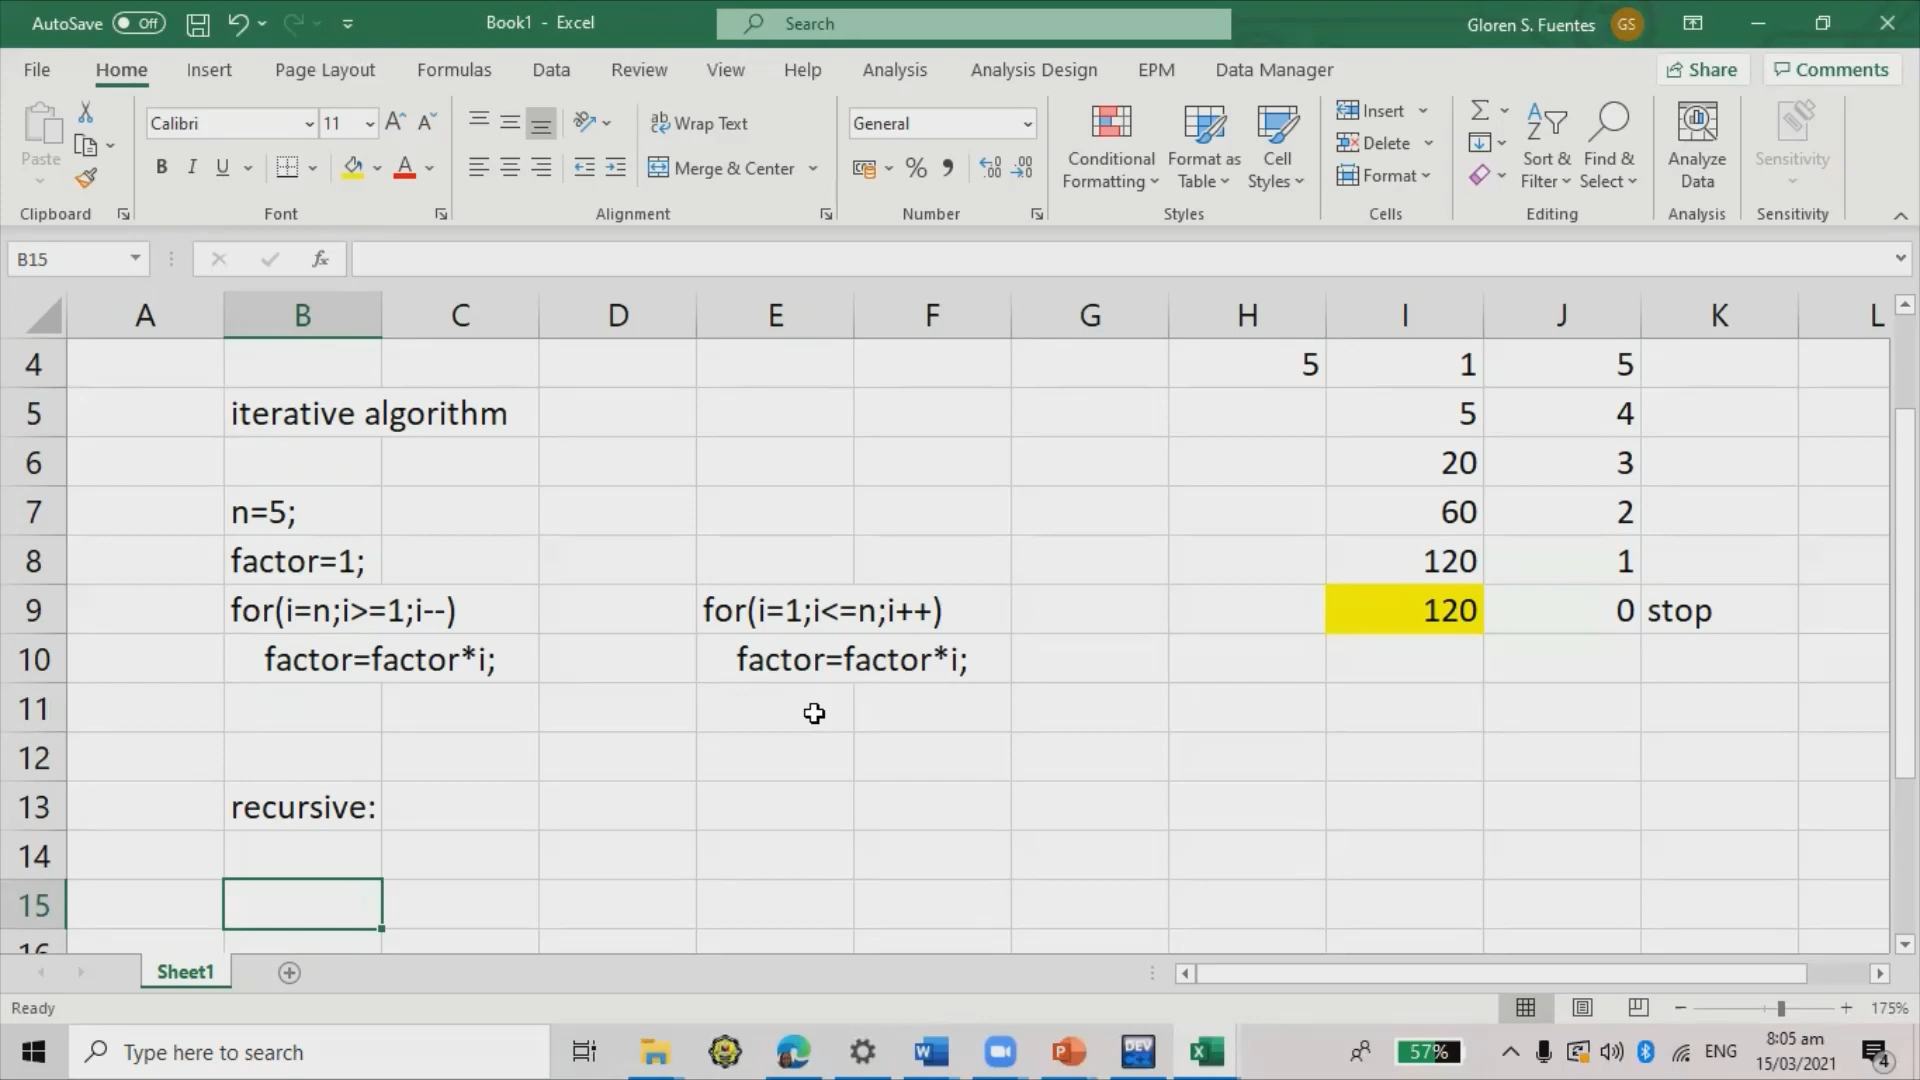 AutoSave Off Book1 - Excel Search Gloren S. Fuentes GS
File Home Insert Page Layout Formulas Data Review View Help Analysis Analysis Design EPM Data Manager Share Comments
Paste
Clipboard
Calibri 11
B I U
Font
Wrap Text
Merge & Center
Alignment
General
Number
Conditional Formatting
Format as Table
Cell Styles
Styles
Insert
Delete
Format
Cells
Sort & Filter
Find & Select
Editing
Analyze Data
Analysis
Sensitivity
Sensitivity
B15 fx
A B C D E F G H I J K L
4 5 1 5
5 iterative algorithm 5 4
6 20 3
7 n=5; 60 2
8 factor=1; 120 1
9 for(i=n;i>=1;i--) for(i=1;i<=n;i++) 120 0 stop
10 factor=factor*i; factor=factor*i;
11
12
13 recursive:
14
15
16
Sheet1
Ready 175%
Type here to search 57% ENG 8:05 am
15/03/2021 4